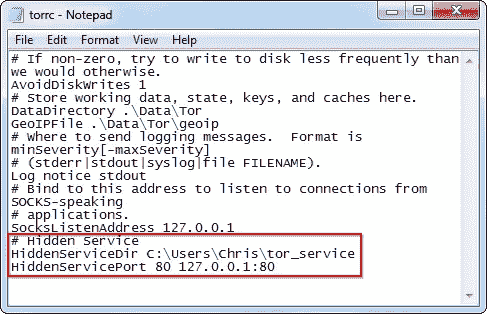 torrc - Notepad
File Edit Format View Help
# If non-zero, try to write to disk less frequently than
we would otherwise.
AvoidDiskWrites 1
# Store working data, state, keys, and caches here.
DataDirectory .\Data\Tor
GeoIPFile .\Data\Tor\geoip
# Where to send logging messages.  Format is
minSeverity[-maxSeverity]
# (stderr|stdout|syslog|file FILENAME).
Log notice stdout
# Bind to this address to listen to connections from
SOCKS-speaking
# applications.
SocksListenAddress 127.0.0.1
# Hidden Service
HiddenServiceDir C:\Users\Chris\tor_service
HiddenServicePort 80 127.0.0.1:80